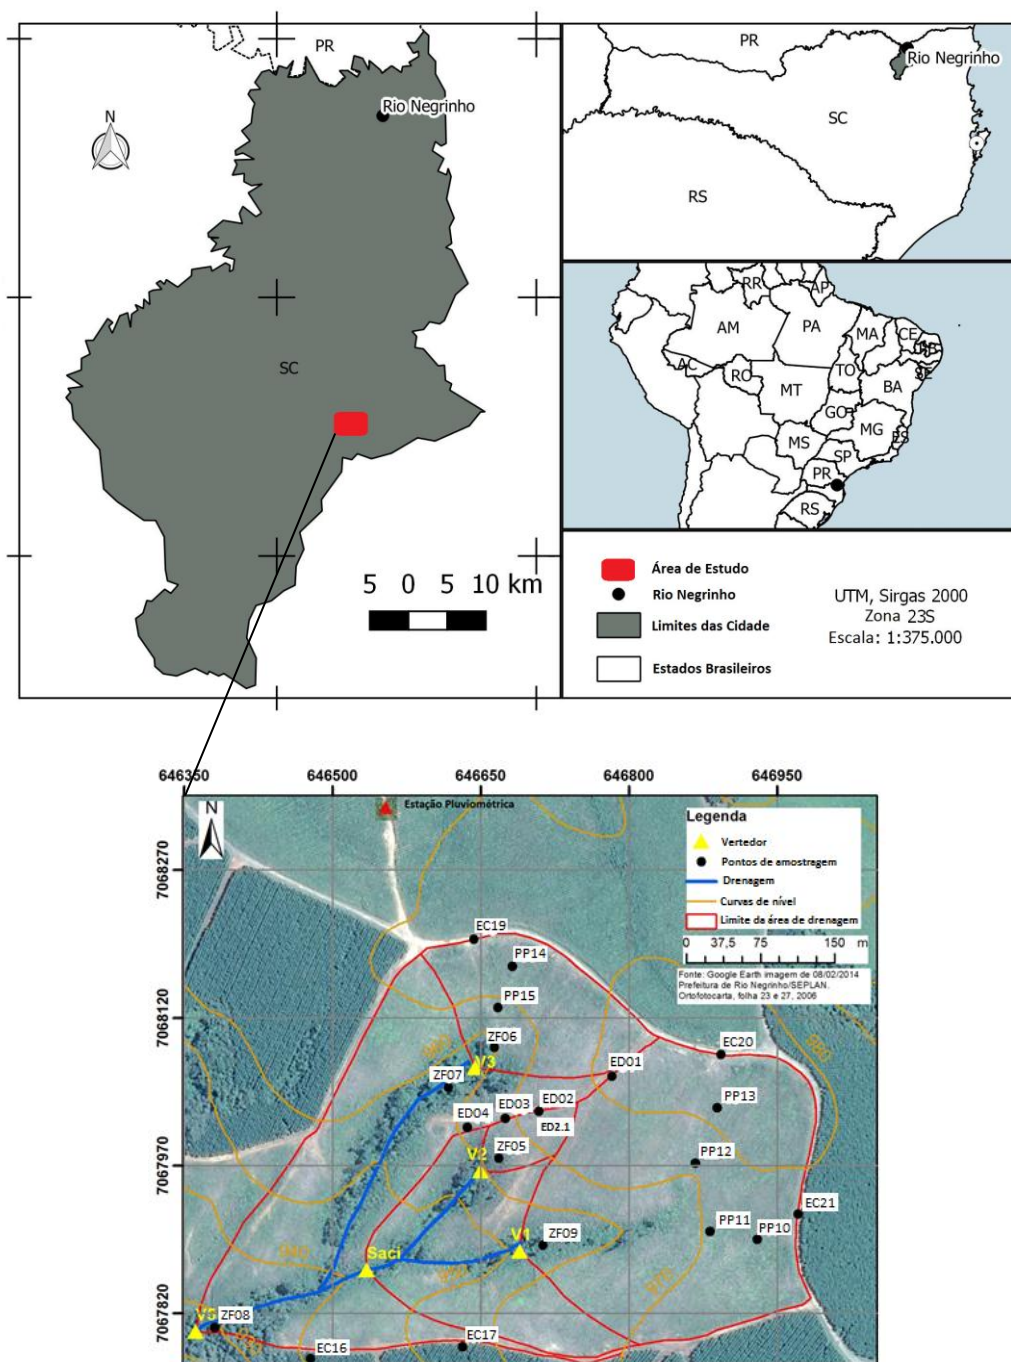 PR
Rio Negrinho
N
SC
5 0 5 10 km
PR
Rio Negrinho
SC
RS
RR
AP
AM
PA
MA
CE
AC
RO
TO
SE
MT
BA
GO
MG
ES
MS
SP
PR
RS
Área de Estudo
Rio Negrinho
Limites das Cidade
Estados Brasileiros
UTM, Sirgas 2000
Zona 23S
Escala: 1:375.000
646350 646500 646650 646800 646950
N
Estação Pluviométrica
Legenda
Vertedor
Pontos de amostragem
Drenagem
Curvas de nível
Limite da área de drenagem
0 37,5 75 150 m
Fonte: Google Earth imagem de 08/02/2014
Prefeitura de Rio Negrinho/SEPLAN.
Ortofotocarta, folha 23 e 27, 2006
7068270
7068120
7067970
7067820
EC19
PP14
PP15
ZF06
EC20
980
V3
ED01
ZF07
PP13
ED03
ED02
ED04
ED2.1
ZF05
PP12
V2
EC21
PP11
PP10
V1
ZF09
Saci
970
V5
ZF08
EC17
EC16